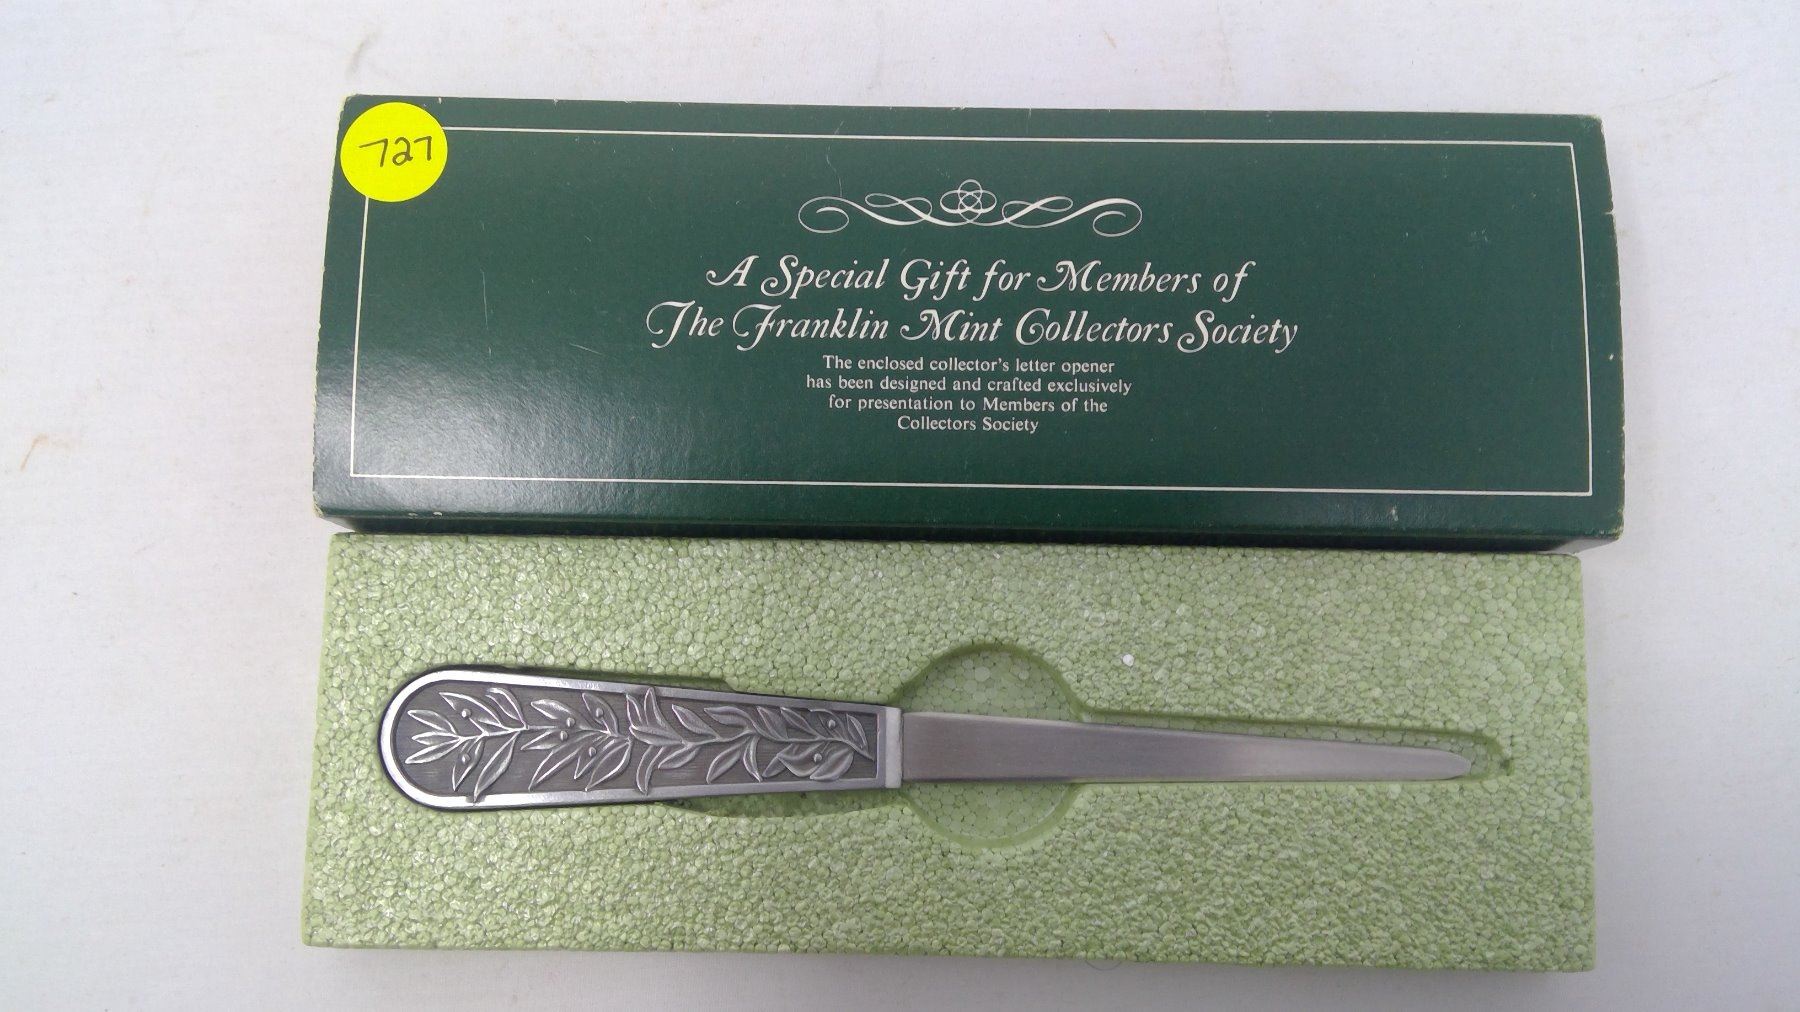 727
A Special Gift for Members of
The Franklin Mint Collectors Society
The enclosed collector's letter opener
has been designed and crafted exclusively
for presentation to Members of the
Collectors Society